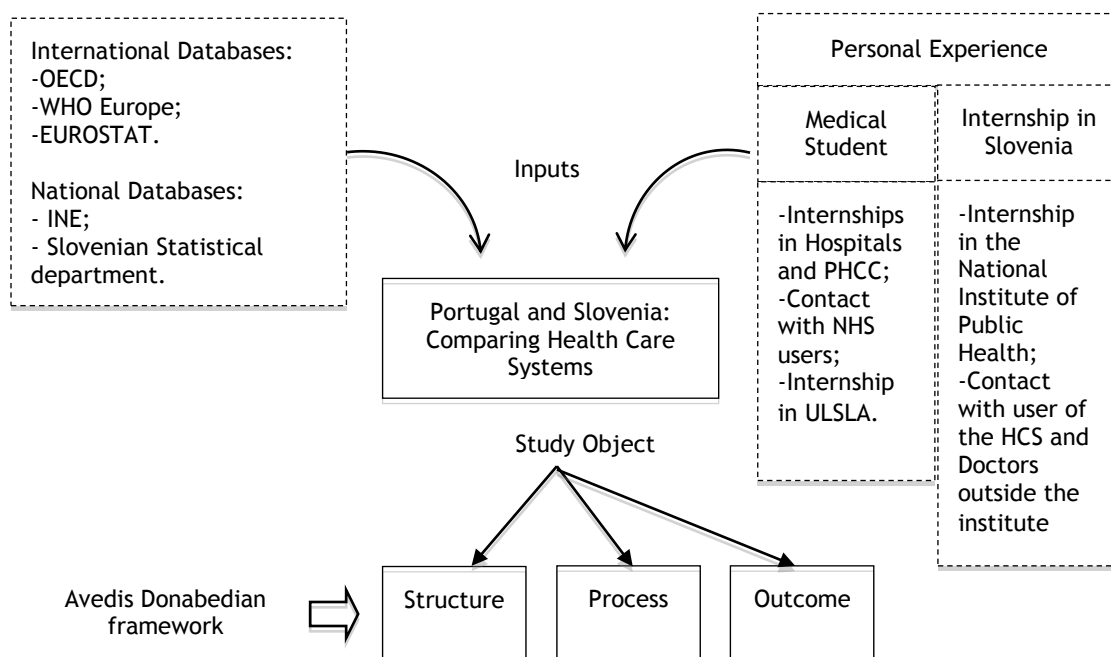 International Databases:
-OECD;
-WHO Europe;
-EUROSTAT.
National Databases:
- INE;
- Slovenian Statistical
department.
Inputs
Personal Experience
Medical
Student
Internship in
Slovenia
-Internships
in Hospitals
and PHCC;
-Contact
with NHS
users;
-Internship
in ULSLA.
-Internship
in the
National
Institute of
Public
Health;
-Contact
with user of
the HCS and
Doctors
outside the
institute
Portugal and Slovenia:
Comparing Health Care
Systems
Study Object
Avedis Donabedian
framework
Structure
Process
Outcome